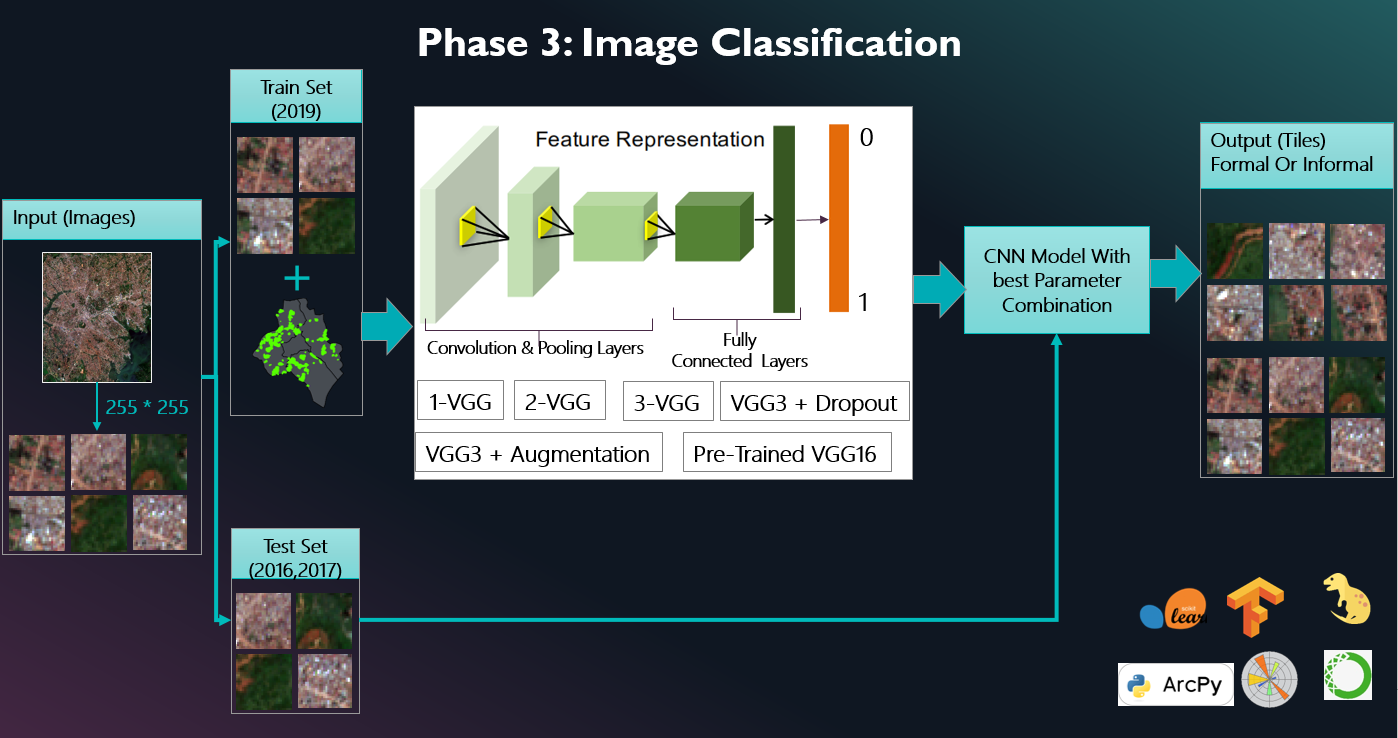 Phase 3: Image Classification
Input (Images)
255 * 255
Train Set
(2019)
+
Test Set
(2016,2017)
Feature Representation
0
1
Convolution & Pooling Layers
Fully
Connected Layers
1-VGG
2-VGG
3-VGG
VGG3 + Dropout
VGG3 + Augmentation
Pre-Trained VGG16
CNN Model With
best Parameter
Combination
Output (Tiles)
Formal Or Informal
scikit
lear
ArcPy